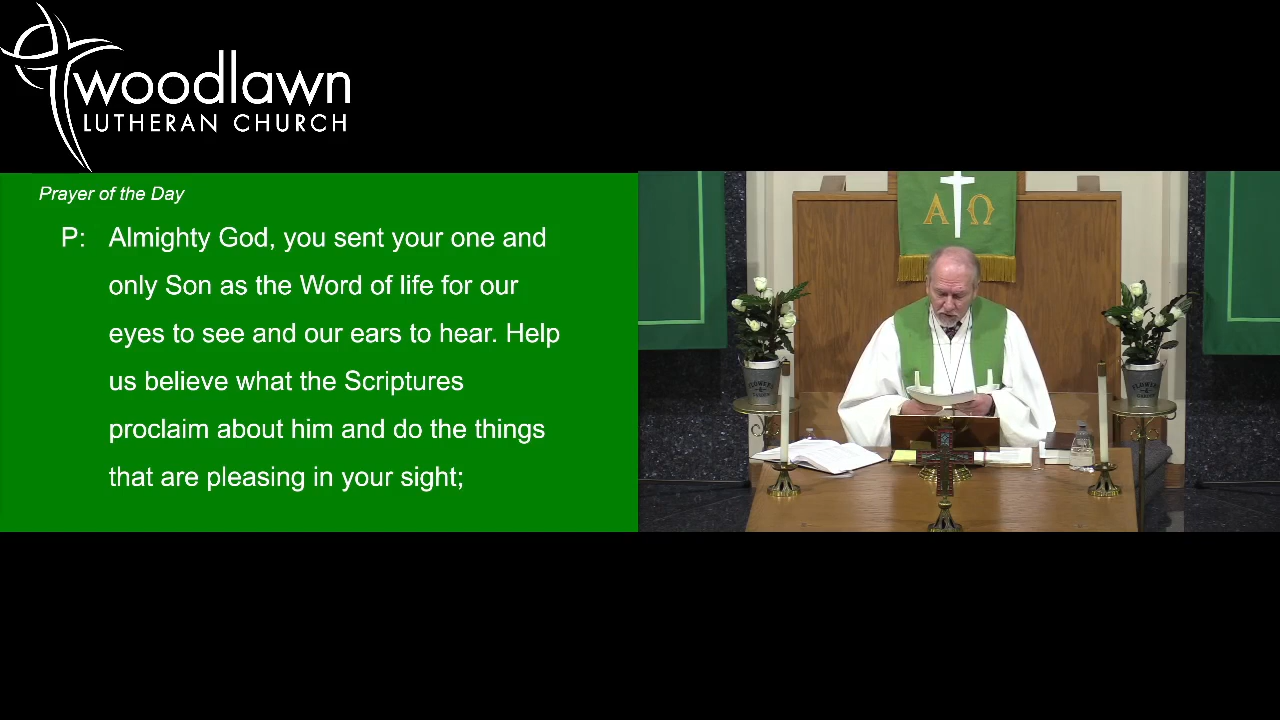 woodlawn
LUTHERAN CHURCH
Prayer of the Day
P: Almighty God, you sent your one and
only Son as the Word of life for our
eyes to see and our ears to hear. Help
us believe what the Scriptures
proclaim about him and do the things
that are pleasing in your sight;
Α Ω
FLOWERS
FLOWERS